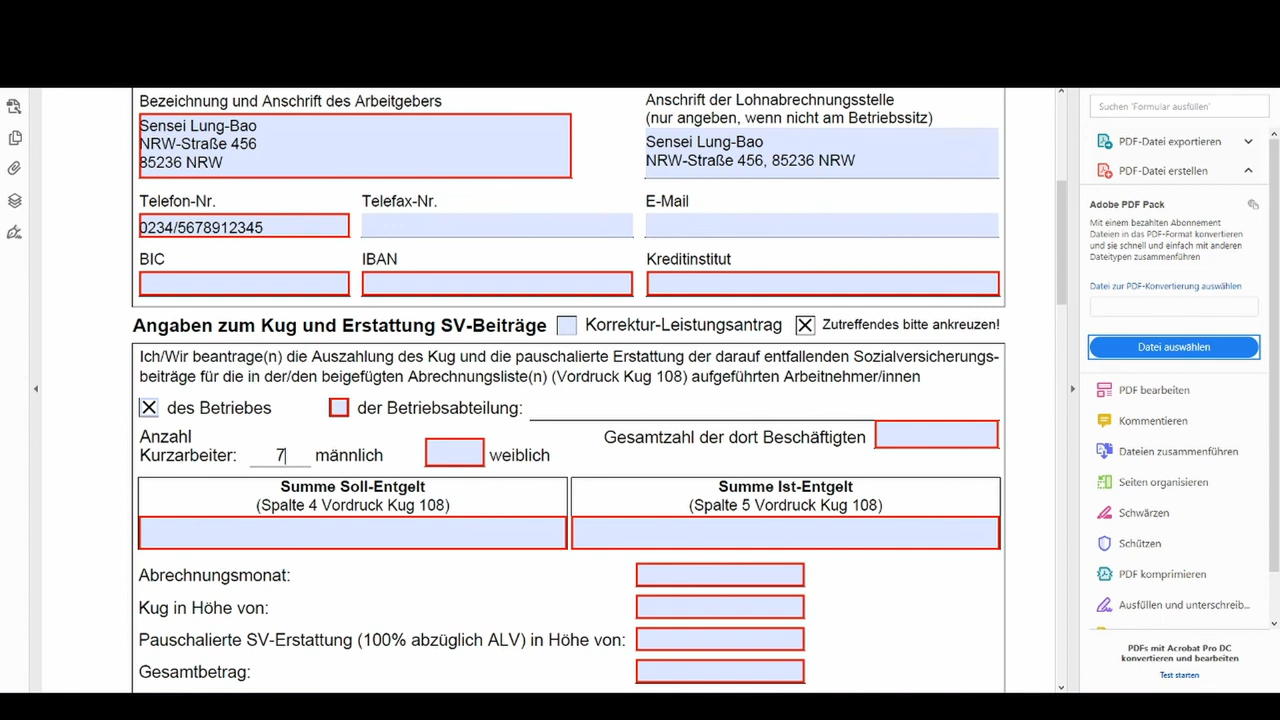 Bezeichnung und Anschrift des Arbeitgebers
Sensei Lung-Bao
NRW-Straße 456
85236 NRW
Anschrift der Lohnabrechnungsstelle
(nur angeben, wenn nicht am Betriebssitz)
Sensei Lung-Bao
NRW-Straße 456, 85236 NRW
Telefon-Nr.
0234/5678912345
Telefax-Nr.
E-Mail
BIC
IBAN
Kreditinstitut
Angaben zum Kug und Erstattung SV-Beiträge
Korrektur-Leistungsantrag
Zutreffendes bitte ankreuzen!
Ich/Wir beantrage(n) die Auszahlung des Kug und die pauschalierte Erstattung der darauf entfallenden Sozialversicherungs-
beiträge für die in der/den beigefügten Abrechnungsliste(n) (Vordruck Kug 108) aufgeführten Arbeitnehmer/innen
des Betriebes
der Betriebsabteilung:
Anzahl
Kurzarbeiter: 7 männlich
weiblich
Gesamtzahl der dort Beschäftigten
Summe Soll-Entgelt
(Spalte 4 Vordruck Kug 108)
Summe Ist-Entgelt
(Spalte 5 Vordruck Kug 108)
Abrechnungsmonat:
Kug in Höhe von:
Pauschalierte SV-Erstattung (100% abzüglich ALV) in Höhe von:
Gesamtbetrag:
Suchen 'Formular ausfüllen'
PDF-Datei exportieren
PDF-Datei erstellen
Adobe PDF Pack
Mit einem bezahlten Abonnement
Dateien in das PDF-Format konvertieren
und sie schnell und einfach mit anderen
Dateitypen zusammenführen
Datei zur PDF-Konvertierung auswählen
Datei auswählen
PDF bearbeiten
Kommentieren
Dateien zusammenführen
Seiten organisieren
Schwärzen
Schützen
PDF komprimieren
Ausfüllen und unterschreib...
PDFs mit Acrobat Pro DC
konvertieren und bearbeiten
Test starten